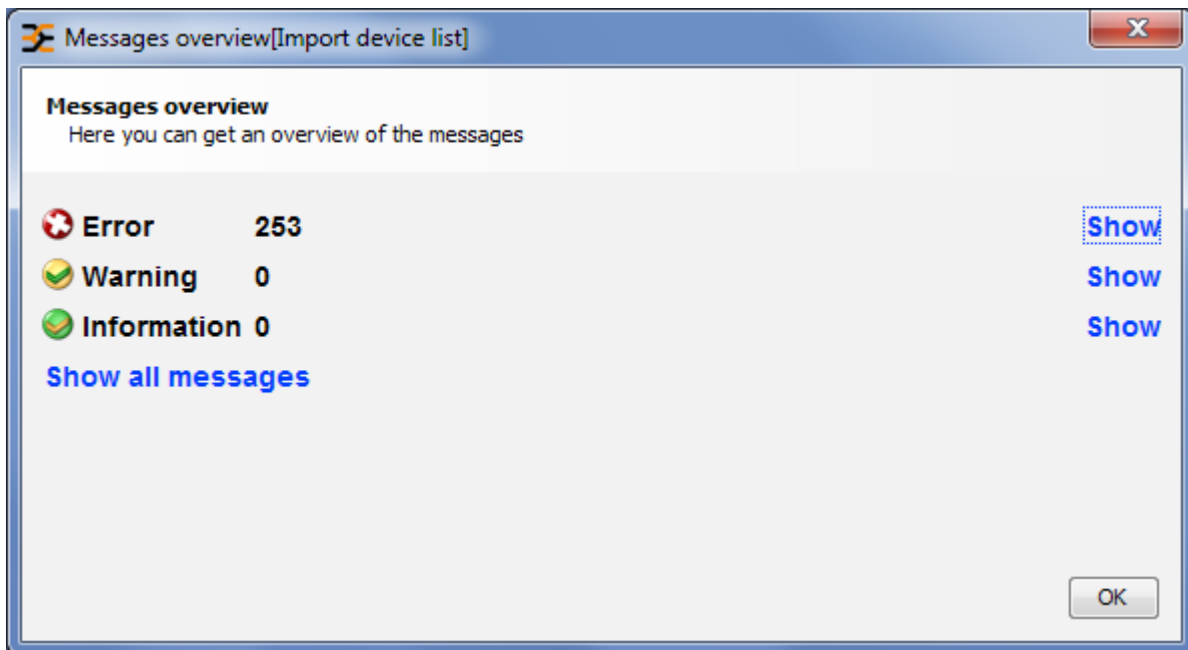 Messages overview[Import device list]
Messages overview
Here you can get an overview of the messages
Error 253 Show
Warning 0 Show
Information 0 Show
Show all messages
OK